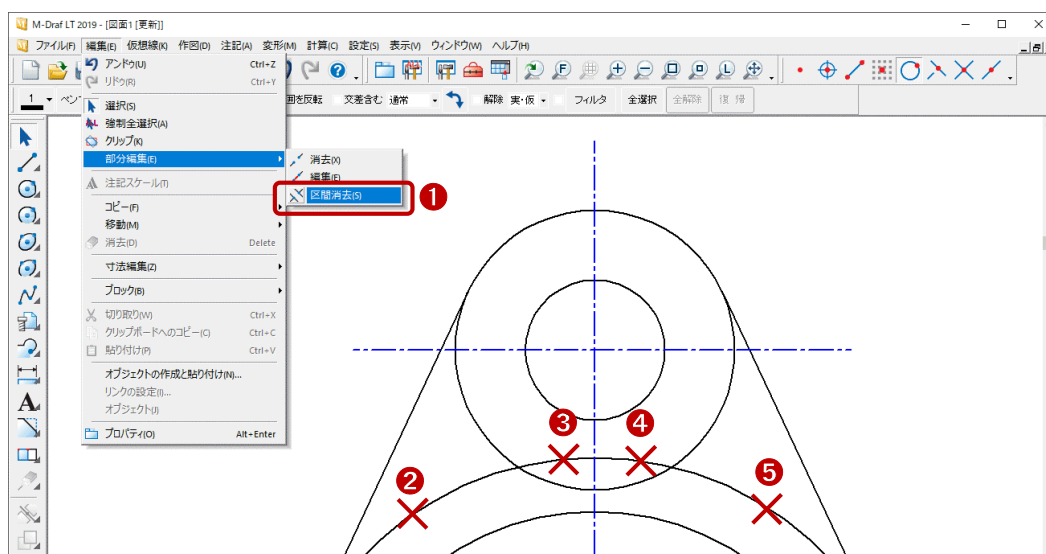 M-Draf LT 2019 - [図面1 [更新]]
ファイル(F) 編集(E) 仮想線(K) 作図(D) 注記(A) 変形(M) 計算(C) 設定(S) 表示(V) ウィンドウ(W) ヘルプ(H)
1 ペン 囲を反転 交差含む 通常 解除 実・仮 フィルタ 全選択 全解除 復帰
アンドゥ(U) Ctrl+Z
リドゥ(R) Ctrl+Y
選択(S)
強制全選択(A)
クリップ(K)
部分編集(E)
消去(X)
編集(E)
区間消去(S)
1
注記スケール(T)
コピー(F)
移動(M)
消去(D) Delete
寸法編集(Z)
ブロック(B)
切り取り(W) Ctrl+X
クリップボードへのコピー(C) Ctrl+C
貼り付け(P) Ctrl+V
オブジェクトの作成と貼り付け(N)...
リンクの設定(I)...
オブジェクト(J)
プロパティ(O) Alt+Enter
3 4
2 5
A